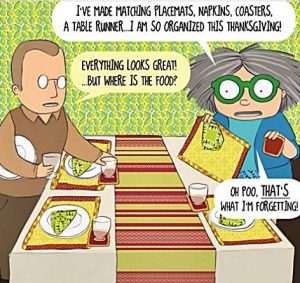 I'VE MADE MATCHING PLACEMATS, NAPKINS, COASTERS,
A TABLE RUNNER...I AM SO ORGANIZED THIS THANKSGIVING!
EVERYTHING LOOKS GREAT!
..BUT WHERE IS THE FOOD?
OH POO, THAT'S
WHAT I'M FORGETTING!